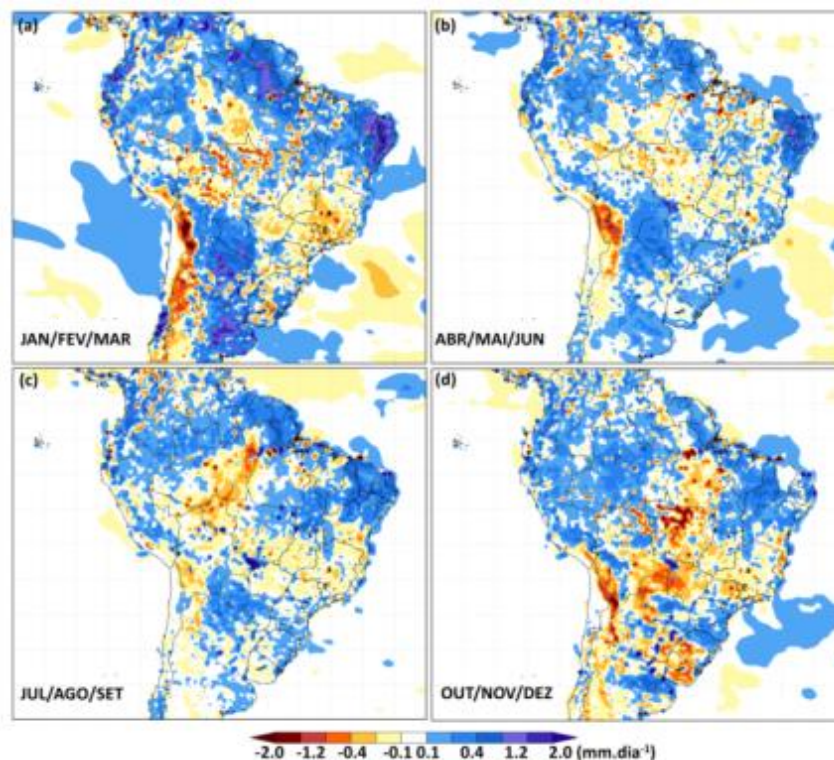 (a)
(b)
JAN/FEV/MAR
ABR/MAI/JUN
(c)
(d)
JUL/AGO/SET
OUT/NOV/DEZ
-2.0 -1.2 -0.4 -0.1 0.1 0.4 1.2 2.0 (mm.dia⁻¹)